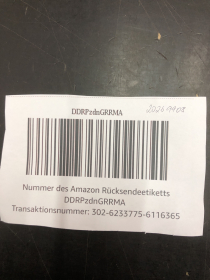 DDRPzdnGRRMA
Nummer des Amazon Rücksendeetiketts
DDRPzdnGRRMA
Transaktionsnummer: 302-6233775-6116365